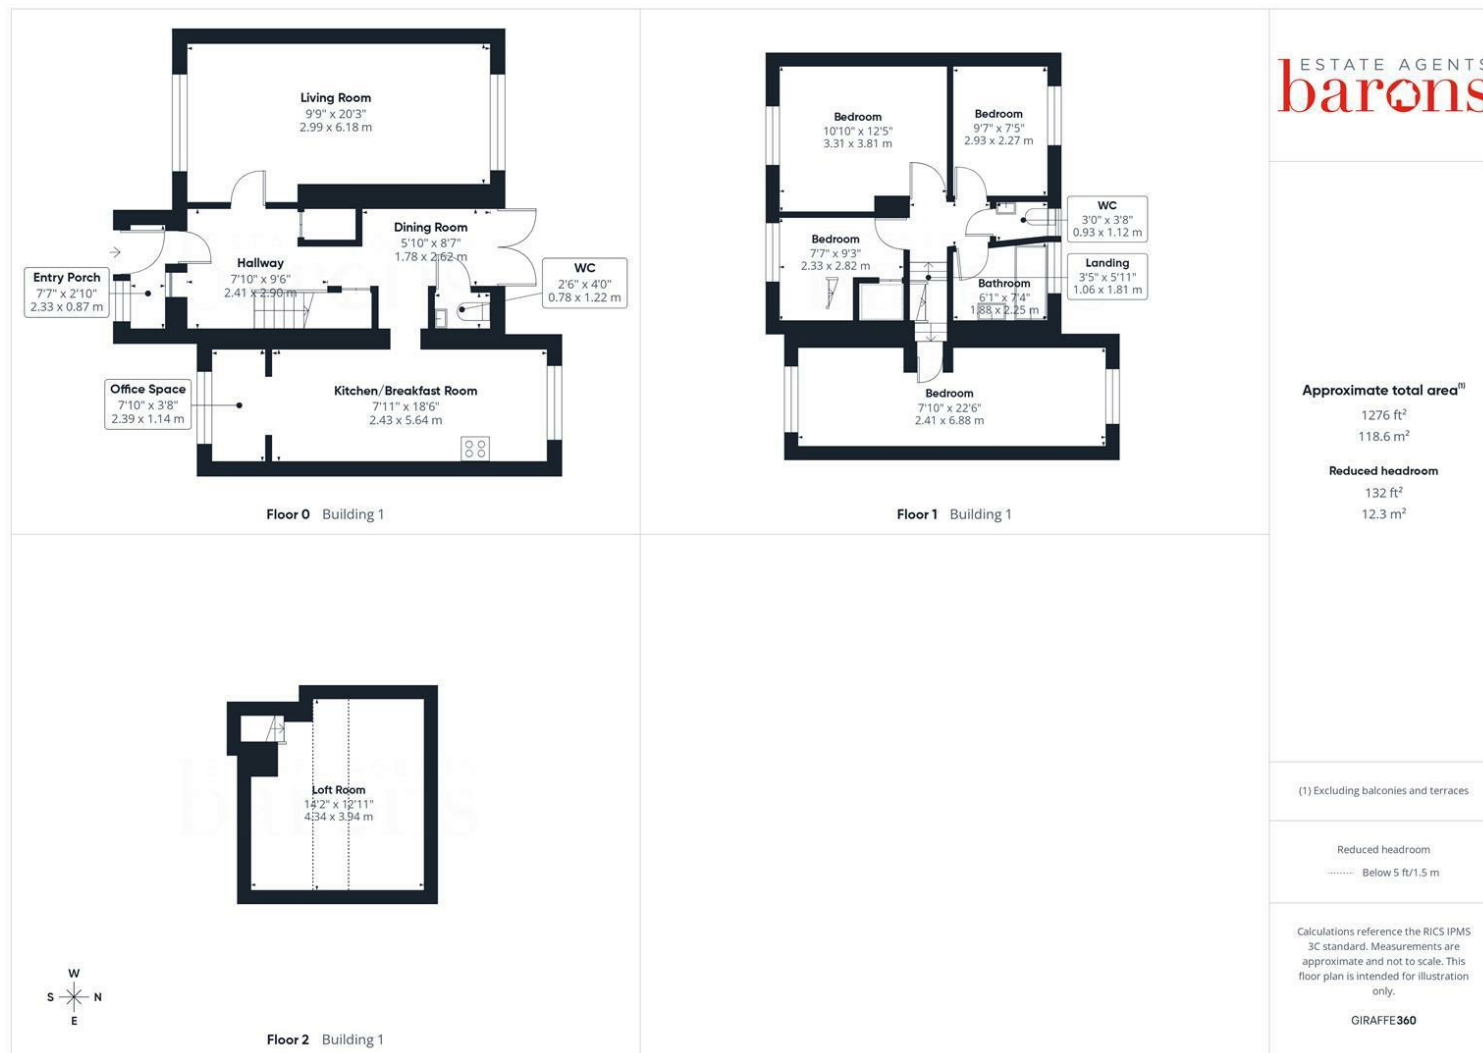 Living Room
9'9" x 20'3"
2.99 x 6.18 m
Dining Room
5'10" x 8'7"
1.78 x 2.62 m
Hallway
7'10" x 9'6"
2.41 x 2.90 m
Entry Porch
7'7" x 2'10"
2.33 x 0.87 m
WC
2'6" x 4'0"
0.78 x 1.22 m
Office Space
7'10" x 3'8"
2.39 x 1.14 m
Kitchen/Breakfast Room
7'11" x 18'6"
2.43 x 5.64 m
Floor 0 Building 1
Bedroom
10'10" x 12'5"
3.31 x 3.81 m
Bedroom
9'7" x 7'5"
2.93 x 2.27 m
WC
3'0" x 3'8"
0.93 x 1.12 m
Bedroom
7'7" x 9'3"
2.33 x 2.82 m
Landing
3'5" x 5'11"
1.06 x 1.81 m
Bathroom
6'1" x 7'4"
1.88 x 2.25 m
Bedroom
7'10" x 22'6"
2.41 x 6.88 m
Floor 1 Building 1
Loft Room
14'2" x 12'11"
4.34 x 3.94 m
barons
W
S N
E
Floor 2 Building 1
ESTATE AGENTS
barons
Approximate total area(1)
1276 ft²
118.6 m²
Reduced headroom
132 ft²
12.3 m²
(1) Excluding balconies and terraces
Reduced headroom
Below 5 ft/1.5 m
Calculations reference the RICS IPMS
3C standard. Measurements are
approximate and not to scale. This
floor plan is intended for illustration
only.
GIRAFFE360